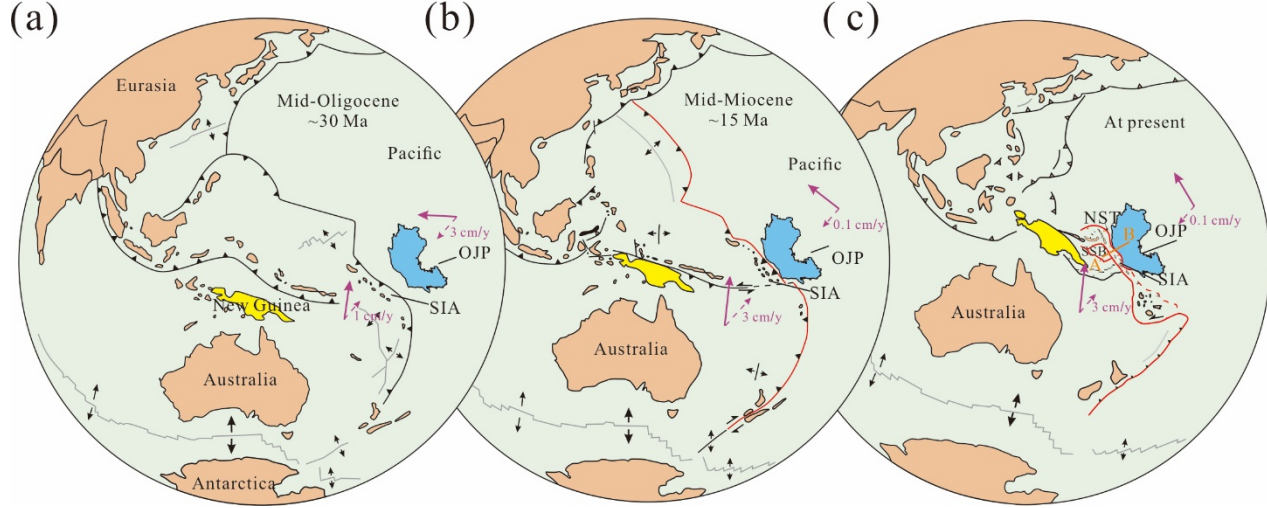 (a)
Eurasia
Mid-Oligocene
~30 Ma
Pacific
3 cm/y
OJP
SIA
New Guinea
1 cm/y
Australia
Antarctica
(b)
Mid-Miocene
~15 Ma
Pacific
0.1 cm/y
OJP
SIA
3 cm/y
Australia
(c)
At present
0.1 cm/y
NST
B
OJP
SSB
A
SIA
3 cm/y
Australia